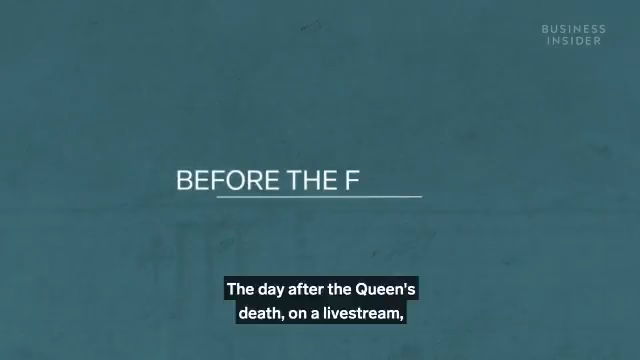 BUSINESS
INSIDER
BEFORE THE F
The day after the Queen's
death, on a livestream,